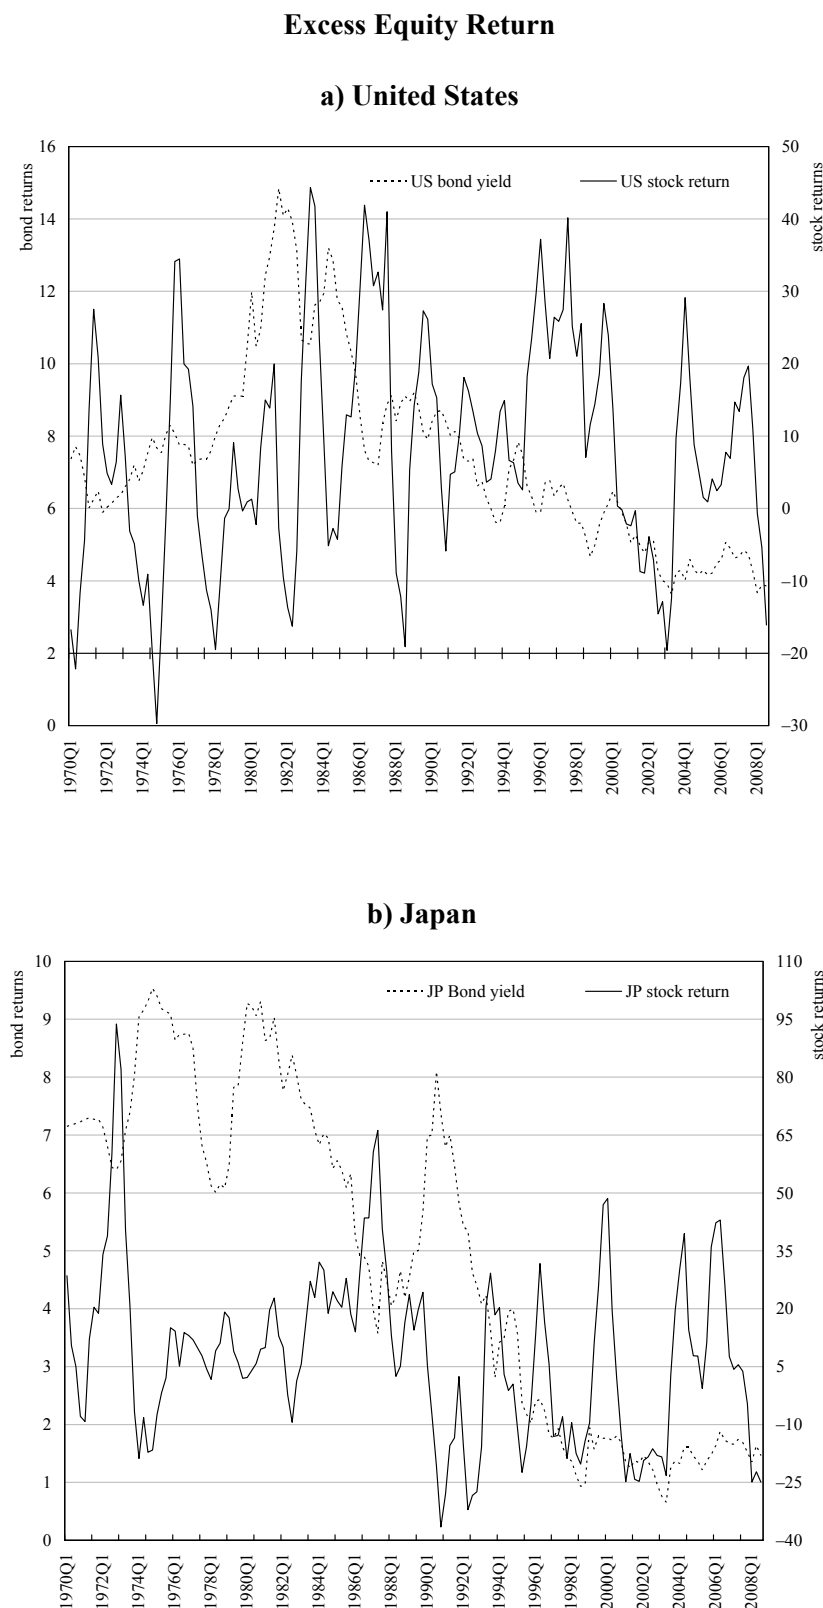 Excess Equity Return
a) United States
bond returns
stock returns
US bond yield
US stock return
16
14
12
10
8
6
4
2
0
50
40
30
20
10
0
–10
–20
–30
1970Q1
1972Q1
1974Q1
1976Q1
1978Q1
1980Q1
1982Q1
1984Q1
1986Q1
1988Q1
1990Q1
1992Q1
1994Q1
1996Q1
1998Q1
2000Q1
2002Q1
2004Q1
2006Q1
2008Q1
b) Japan
bond returns
stock returns
JP Bond yield
JP stock return
10
9
8
7
6
5
4
3
2
1
0
110
95
80
65
50
35
20
5
–10
–25
–40
1970Q1
1972Q1
1974Q1
1976Q1
1978Q1
1980Q1
1982Q1
1984Q1
1986Q1
1988Q1
1990Q1
1992Q1
1994Q1
1996Q1
1998Q1
2000Q1
2002Q1
2004Q1
2006Q1
2008Q1